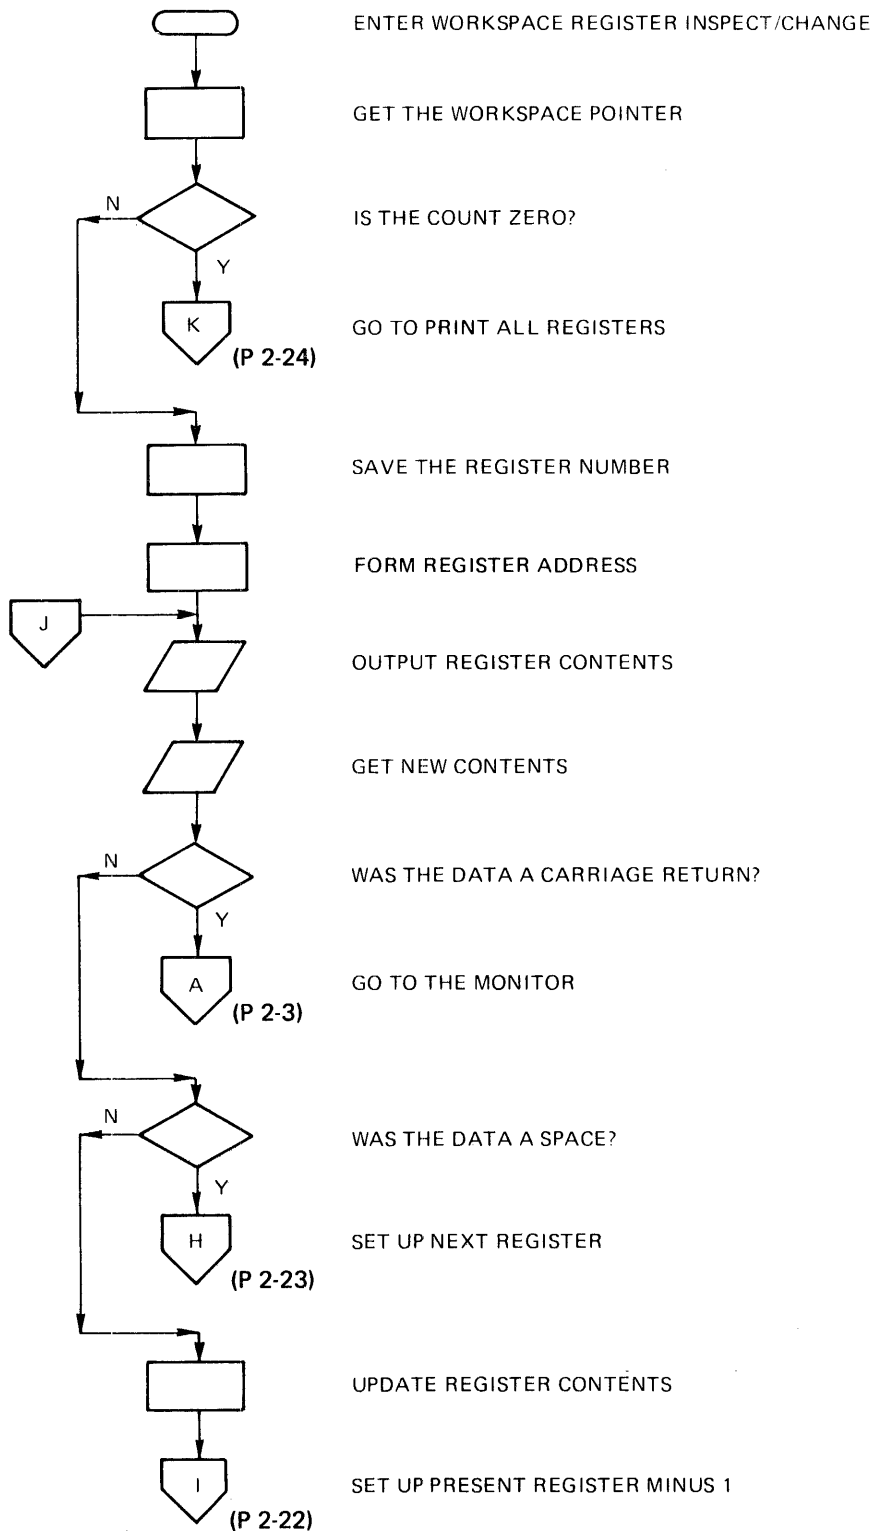 ENTER WORKSPACE REGISTER INSPECT/CHANGE
GET THE WORKSPACE POINTER
N
IS THE COUNT ZERO?
Y
K
GO TO PRINT ALL REGISTERS
(P 2-24)
SAVE THE REGISTER NUMBER
FORM REGISTER ADDRESS
J
OUTPUT REGISTER CONTENTS
GET NEW CONTENTS
N
WAS THE DATA A CARRIAGE RETURN?
Y
A
GO TO THE MONITOR
(P 2-3)
N
WAS THE DATA A SPACE?
Y
H
SET UP NEXT REGISTER
(P 2-23)
UPDATE REGISTER CONTENTS
I
SET UP PRESENT REGISTER MINUS 1
(P 2-22)